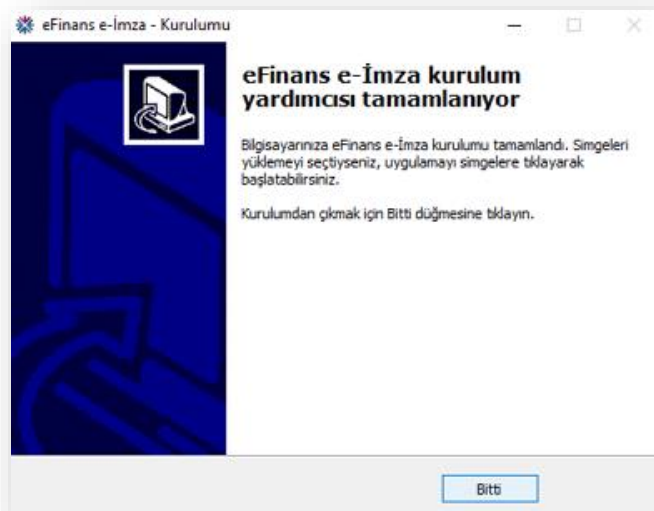 eFinans e-İmza - Kurulumu
eFinans e-İmza kurulum
yardımcısı tamamlanıyor
Bilgisayarınıza eFinans e-İmza kurulumu tamamlandı. Simgeleri
yüklemeyi seçtiyseniz, uygulamayı simgelere tıklayarak
başlatabilirsiniz.
Kurulumdan çıkmak için Bitti düğmesine tıklayın.
Bitti